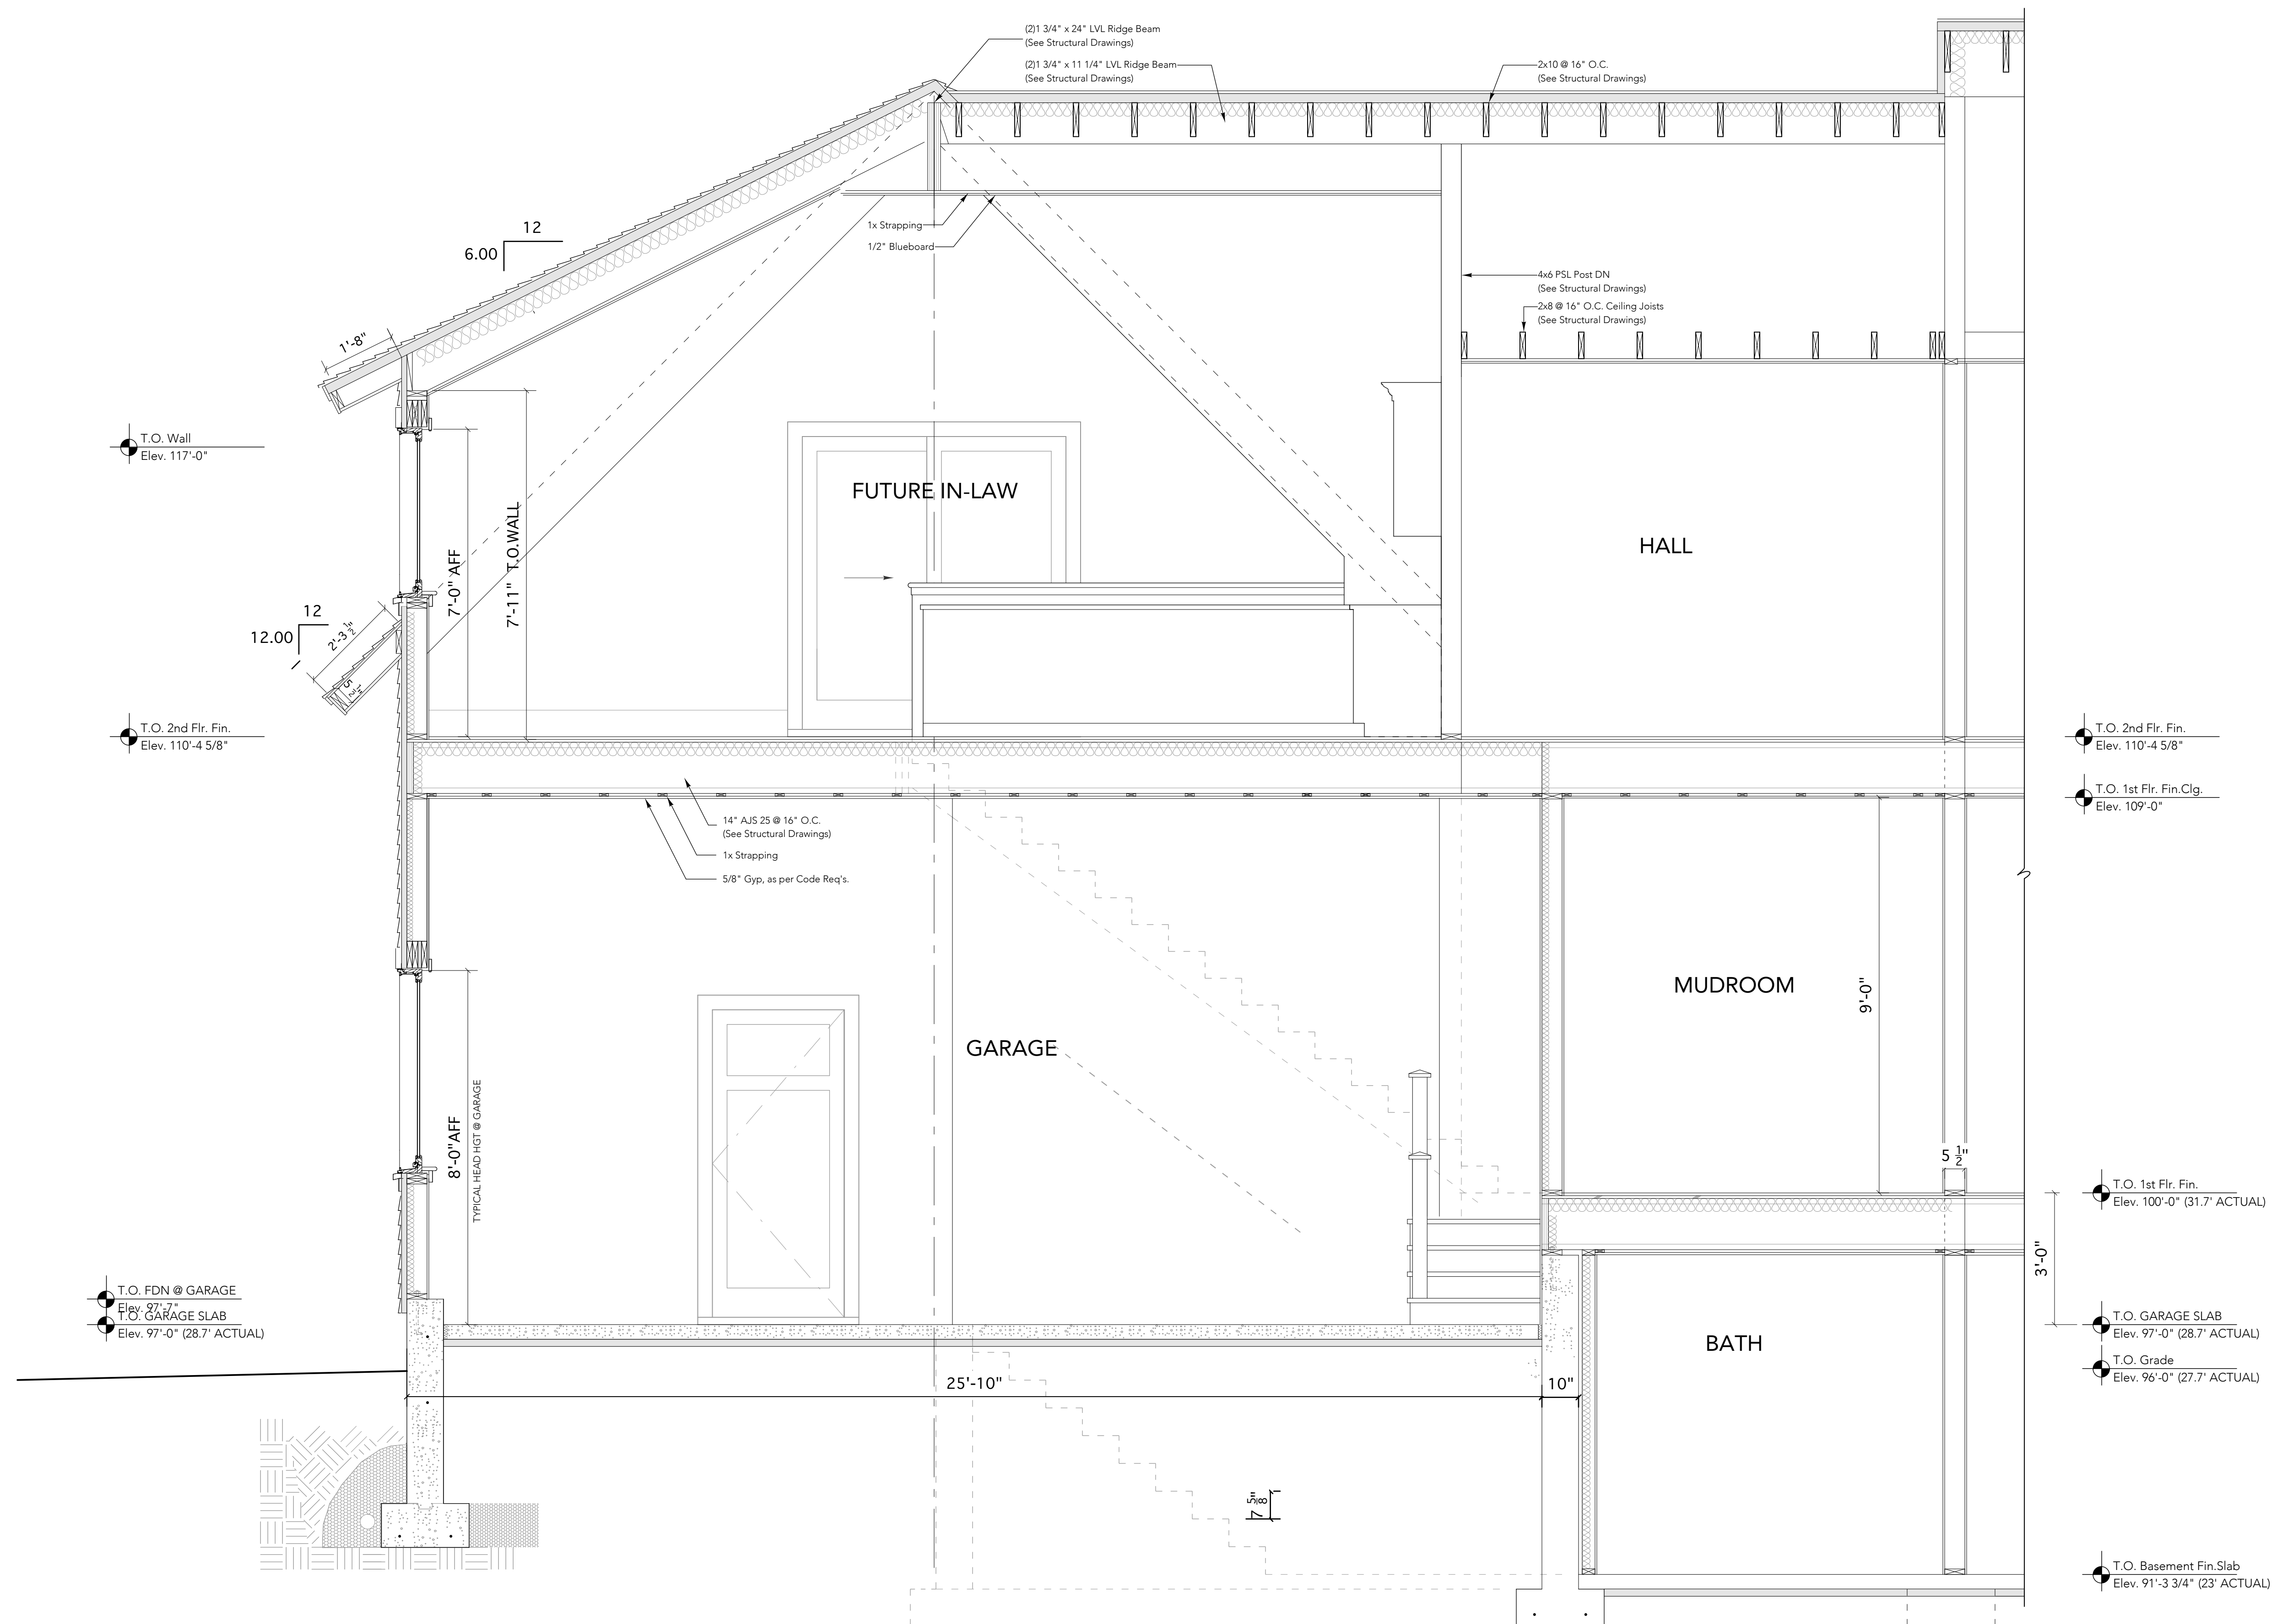 (2)1 3/4" x 24" LVL Ridge Beam
(See Structural Drawings)
(2)1 3/4" x 11 1/4" LVL Ridge Beam
(See Structural Drawings)
2x10 @ 16" O.C.
(See Structural Drawings)
12
6.00
1x Strapping
1/2" Blueboard
4x6 PSL Post DN
(See Structural Drawings)
2x8 @ 16" O.C. Ceiling Joists
(See Structural Drawings)
1'-8"
T.O. Wall
Elev. 117'-0"
FUTURE IN-LAW
HALL
7'-0" AFF
7'-11" T.O.WALL
12
12.00
2'-3 1/2"
5 1/2"
T.O. 2nd Flr. Fin.
Elev. 110'-4 5/8"
T.O. 2nd Flr. Fin.
Elev. 110'-4 5/8"
T.O. 1st Flr. Fin.Clg.
Elev. 109'-0"
14" AJS 25 @ 16" O.C.
(See Structural Drawings)
1x Strapping
5/8" Gyp, as per Code Req's.
MUDROOM
9'-0"
GARAGE
8'-0"AFF
TYPICAL HEAD HGT @ GARAGE
5 1/2"
T.O. 1st Flr. Fin.
Elev. 100'-0" (31.7' ACTUAL)
3'-0"
T.O. FDN @ GARAGE
Elev. 97'-7"
T.O. GARAGE SLAB
Elev. 97'-0" (28.7' ACTUAL)
T.O. GARAGE SLAB
Elev. 97'-0" (28.7' ACTUAL)
BATH
T.O. Grade
Elev. 96'-0" (27.7' ACTUAL)
25'-10"
10"
7 5/8"
T.O. Basement Fin.Slab
Elev. 91'-3 3/4" (23' ACTUAL)